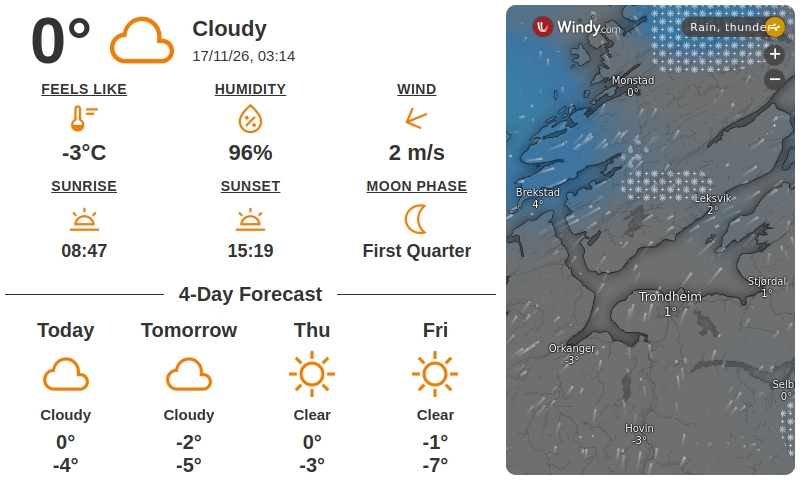 0°
Cloudy
17/11/26, 03:14
FEELS LIKE
HUMIDITY
WIND
-3°C
96%
2 m/s
SUNRISE
SUNSET
MOON PHASE
08:47
15:19
First Quarter
4-Day Forecast
Today
Tomorrow
Thu
Fri
Cloudy
Cloudy
Clear
Clear
0°
-2°
0°
-1°
-4°
-5°
-3°
-7°
Windy.com
Rain, thunde
+
−
Monstad
0°
Brekstad
4°
Leksvik
2°
Stjørdal
1°
Trondheim
1°
Orkanger
-3°
Selb
0°
Hovin
-3°